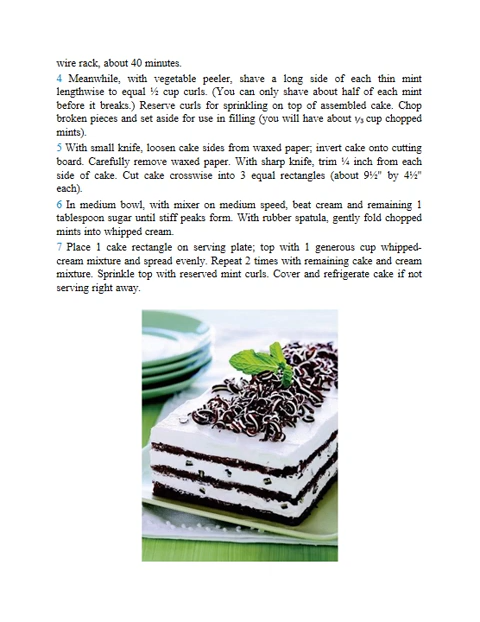 wire rack, about 40 minutes.
4 Meanwhile, with vegetable peeler, shave a long side of each thin mint
lengthwise to equal ½ cup curls. (You can only shave about half of each mint
before it breaks.) Reserve curls for sprinkling on top of assembled cake. Chop
broken pieces and set aside for use in filling (you will have about ⅓ cup chopped
mints).
5 With small knife, loosen cake sides from waxed paper; invert cake onto cutting
board. Carefully remove waxed paper. With sharp knife, trim ¼ inch from each
side of cake. Cut cake crosswise into 3 equal rectangles (about 9½" by 4½"
each).
6 In medium bowl, with mixer on medium speed, beat cream and remaining 1
tablespoon sugar until stiff peaks form. With rubber spatula, gently fold chopped
mints into whipped cream.
7 Place 1 cake rectangle on serving plate; top with 1 generous cup whipped-
cream mixture and spread evenly. Repeat 2 times with remaining cake and cream
mixture. Sprinkle top with reserved mint curls. Cover and refrigerate cake if not
serving right away.